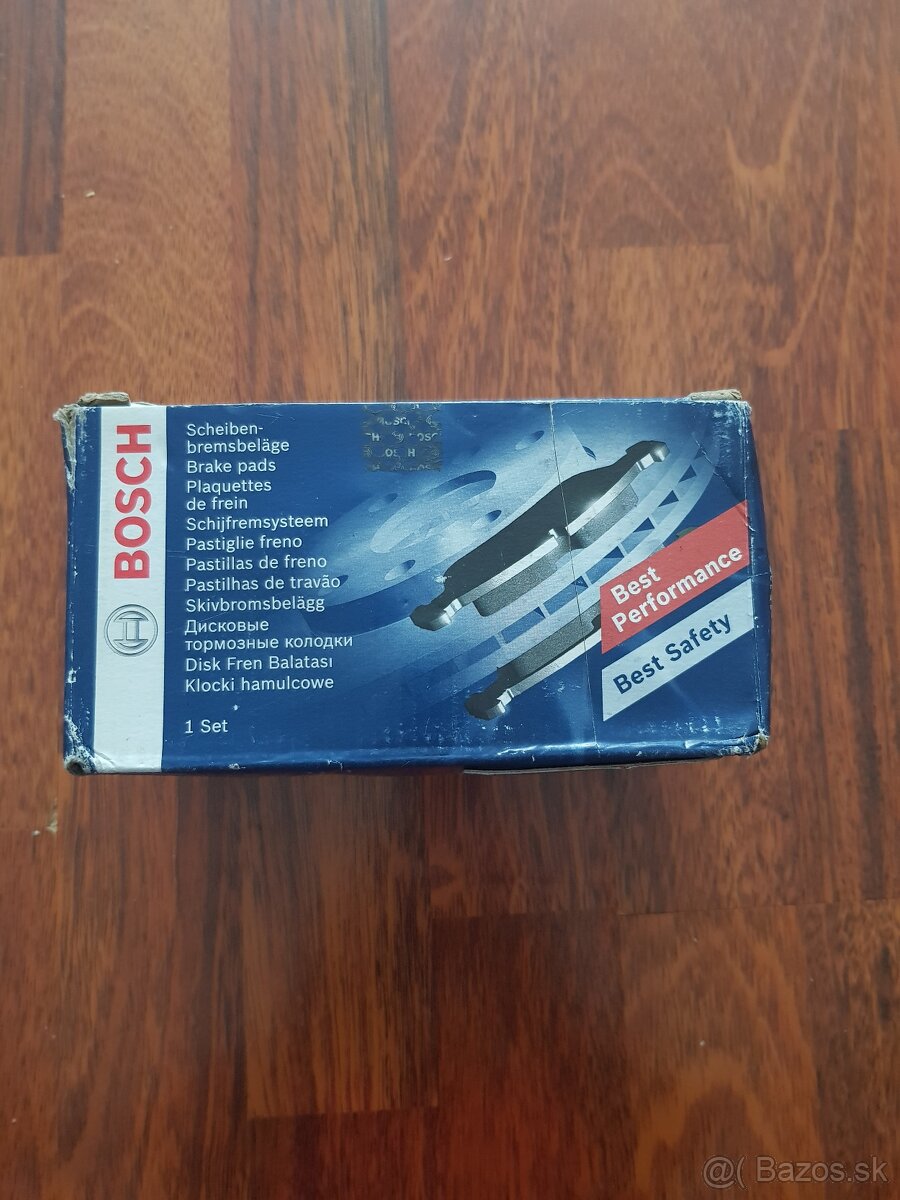 BOSCH
Scheiben-
bremsbeläge
Brake pads
Plaquettes
de frein
Schijfremsysteem
Pastiglie freno
Pastillas de freno
Pastilhas de travão
Skivbromsbelägg
Дисковые
тормозные колодки
Disk Fren Balatası
Klocki hamulcowe
1 Set
Best
Performance
Best Safety
@( Bazos.sk